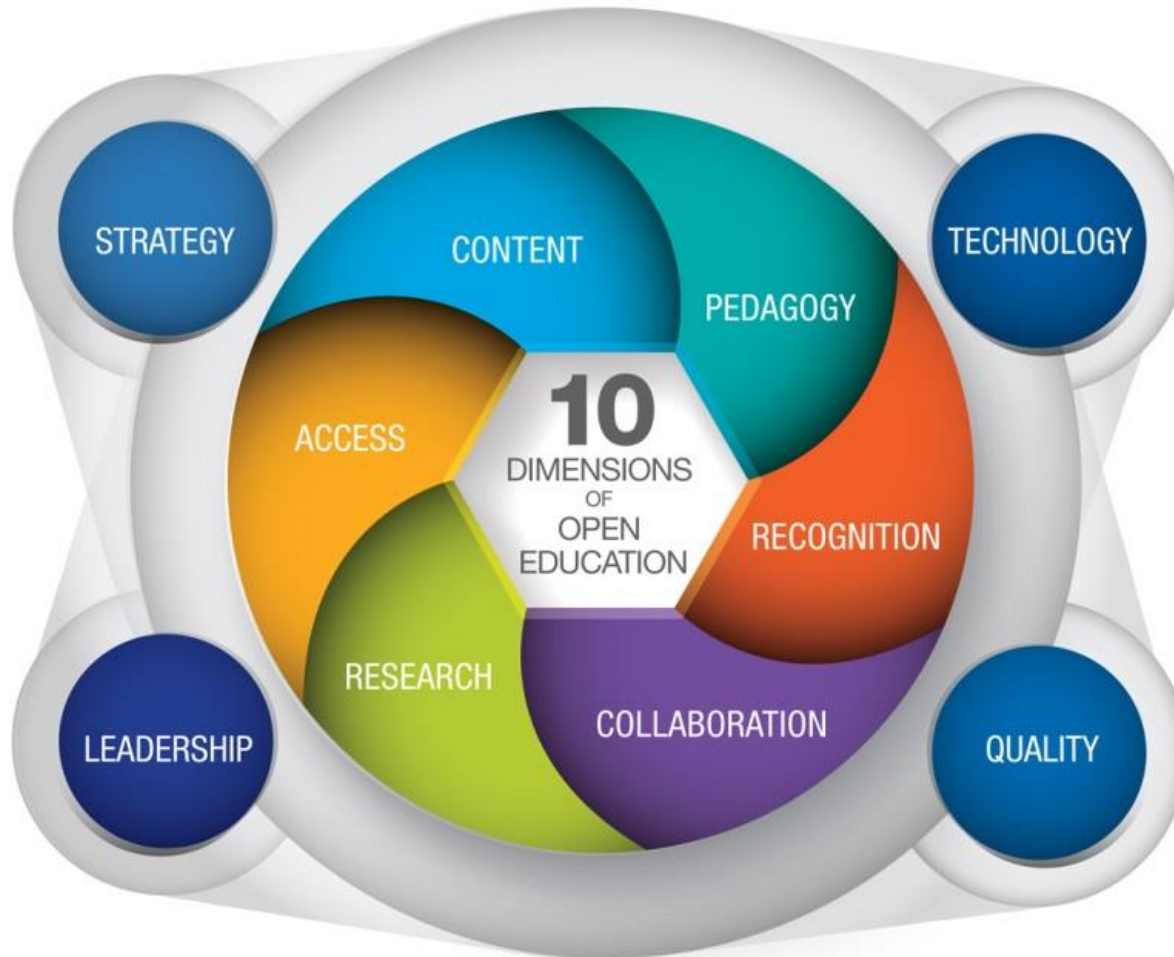 STRATEGY
TECHNOLOGY
CONTENT
PEDAGOGY
ACCESS
10
DIMENSIONS
OF
OPEN
EDUCATION
RECOGNITION
RESEARCH
COLLABORATION
LEADERSHIP
QUALITY